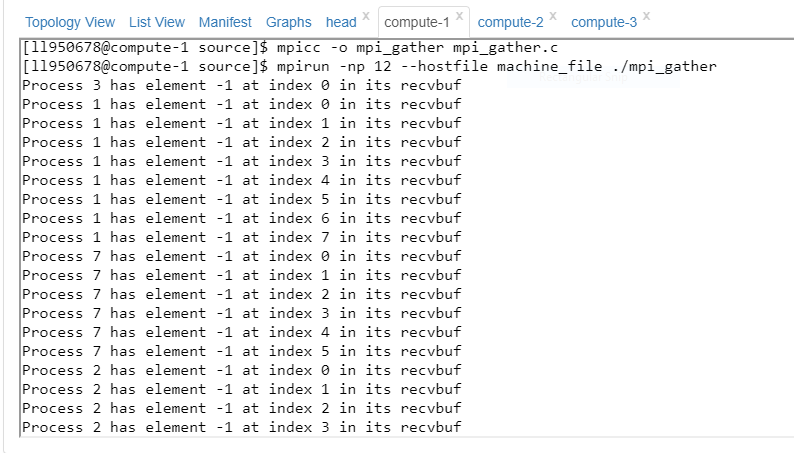 Topology View List View Manifest Graphs head x compute-1 x compute-2 x compute-3 x
[ll950678@compute-1 source]$ mpicc -o mpi_gather mpi_gather.c
[ll950678@compute-1 source]$ mpirun -np 12 --hostfile machine_file ./mpi_gather
Process 3 has element -1 at index 0 in its recvbuf
Process 1 has element -1 at index 0 in its recvbuf
Process 1 has element -1 at index 1 in its recvbuf
Process 1 has element -1 at index 2 in its recvbuf
Process 1 has element -1 at index 3 in its recvbuf
Process 1 has element -1 at index 4 in its recvbuf
Process 1 has element -1 at index 5 in its recvbuf
Process 1 has element -1 at index 6 in its recvbuf
Process 1 has element -1 at index 7 in its recvbuf
Process 7 has element -1 at index 0 in its recvbuf
Process 7 has element -1 at index 1 in its recvbuf
Process 7 has element -1 at index 2 in its recvbuf
Process 7 has element -1 at index 3 in its recvbuf
Process 7 has element -1 at index 4 in its recvbuf
Process 7 has element -1 at index 5 in its recvbuf
Process 2 has element -1 at index 0 in its recvbuf
Process 2 has element -1 at index 1 in its recvbuf
Process 2 has element -1 at index 2 in its recvbuf
Process 2 has element -1 at index 3 in its recvbuf